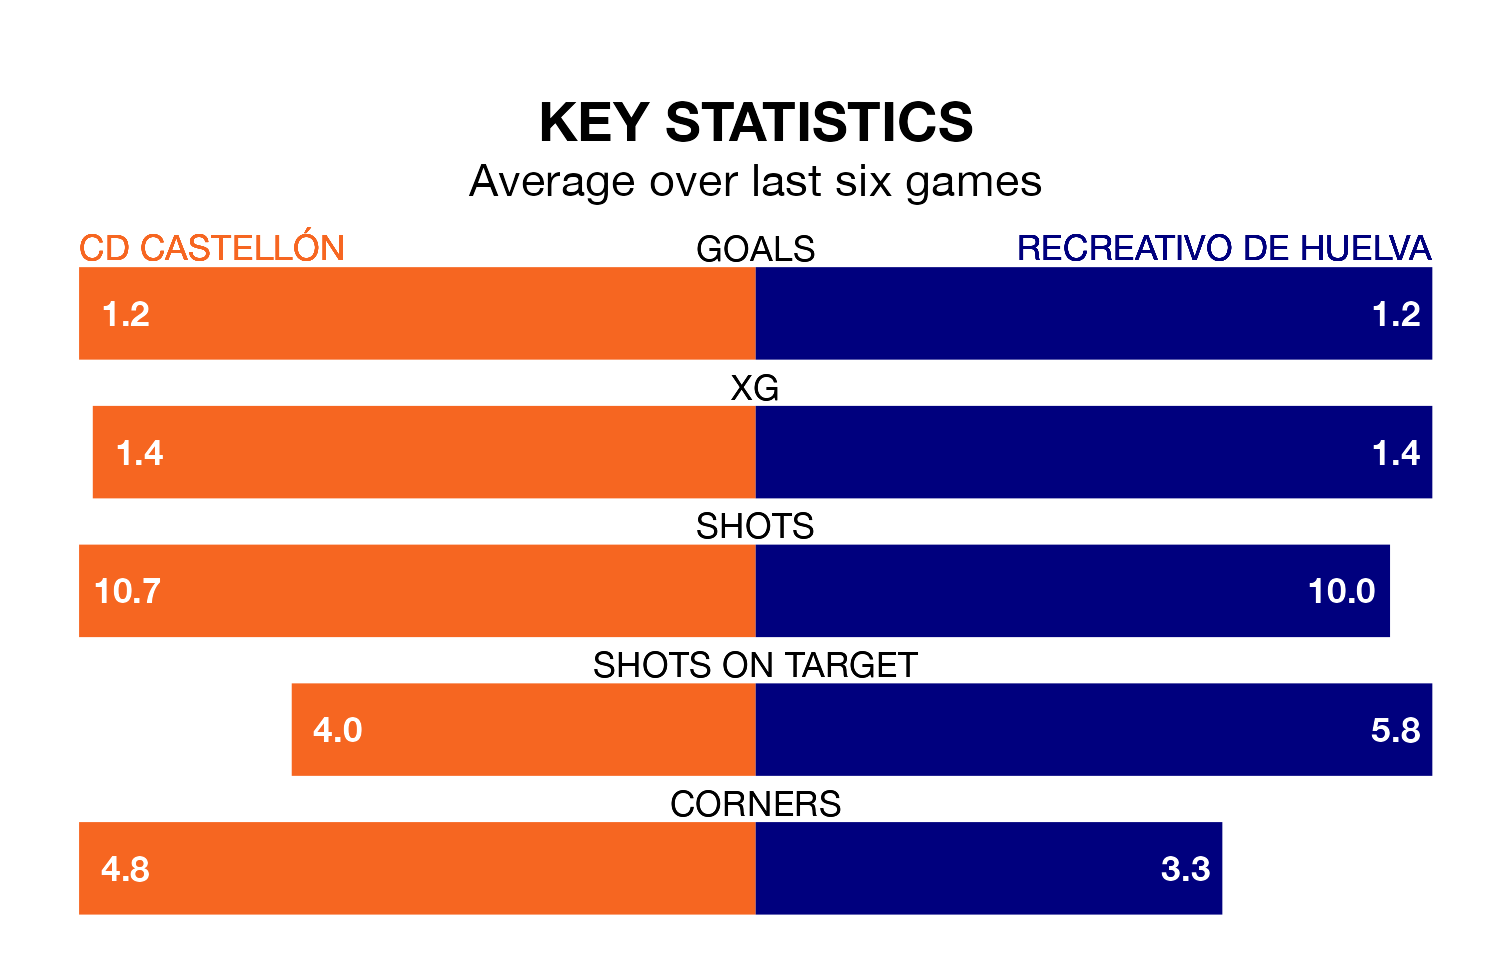 KEY STATISTICS
Average over last six games
CD CASTELLÓN GOALS RECREATIVO DE HUELVA
1.2 1.2
XG
1.4 1.4
SHOTS
10.7 10.0
SHOTS ON TARGET
4.0 5.8
CORNERS
4.8 3.3